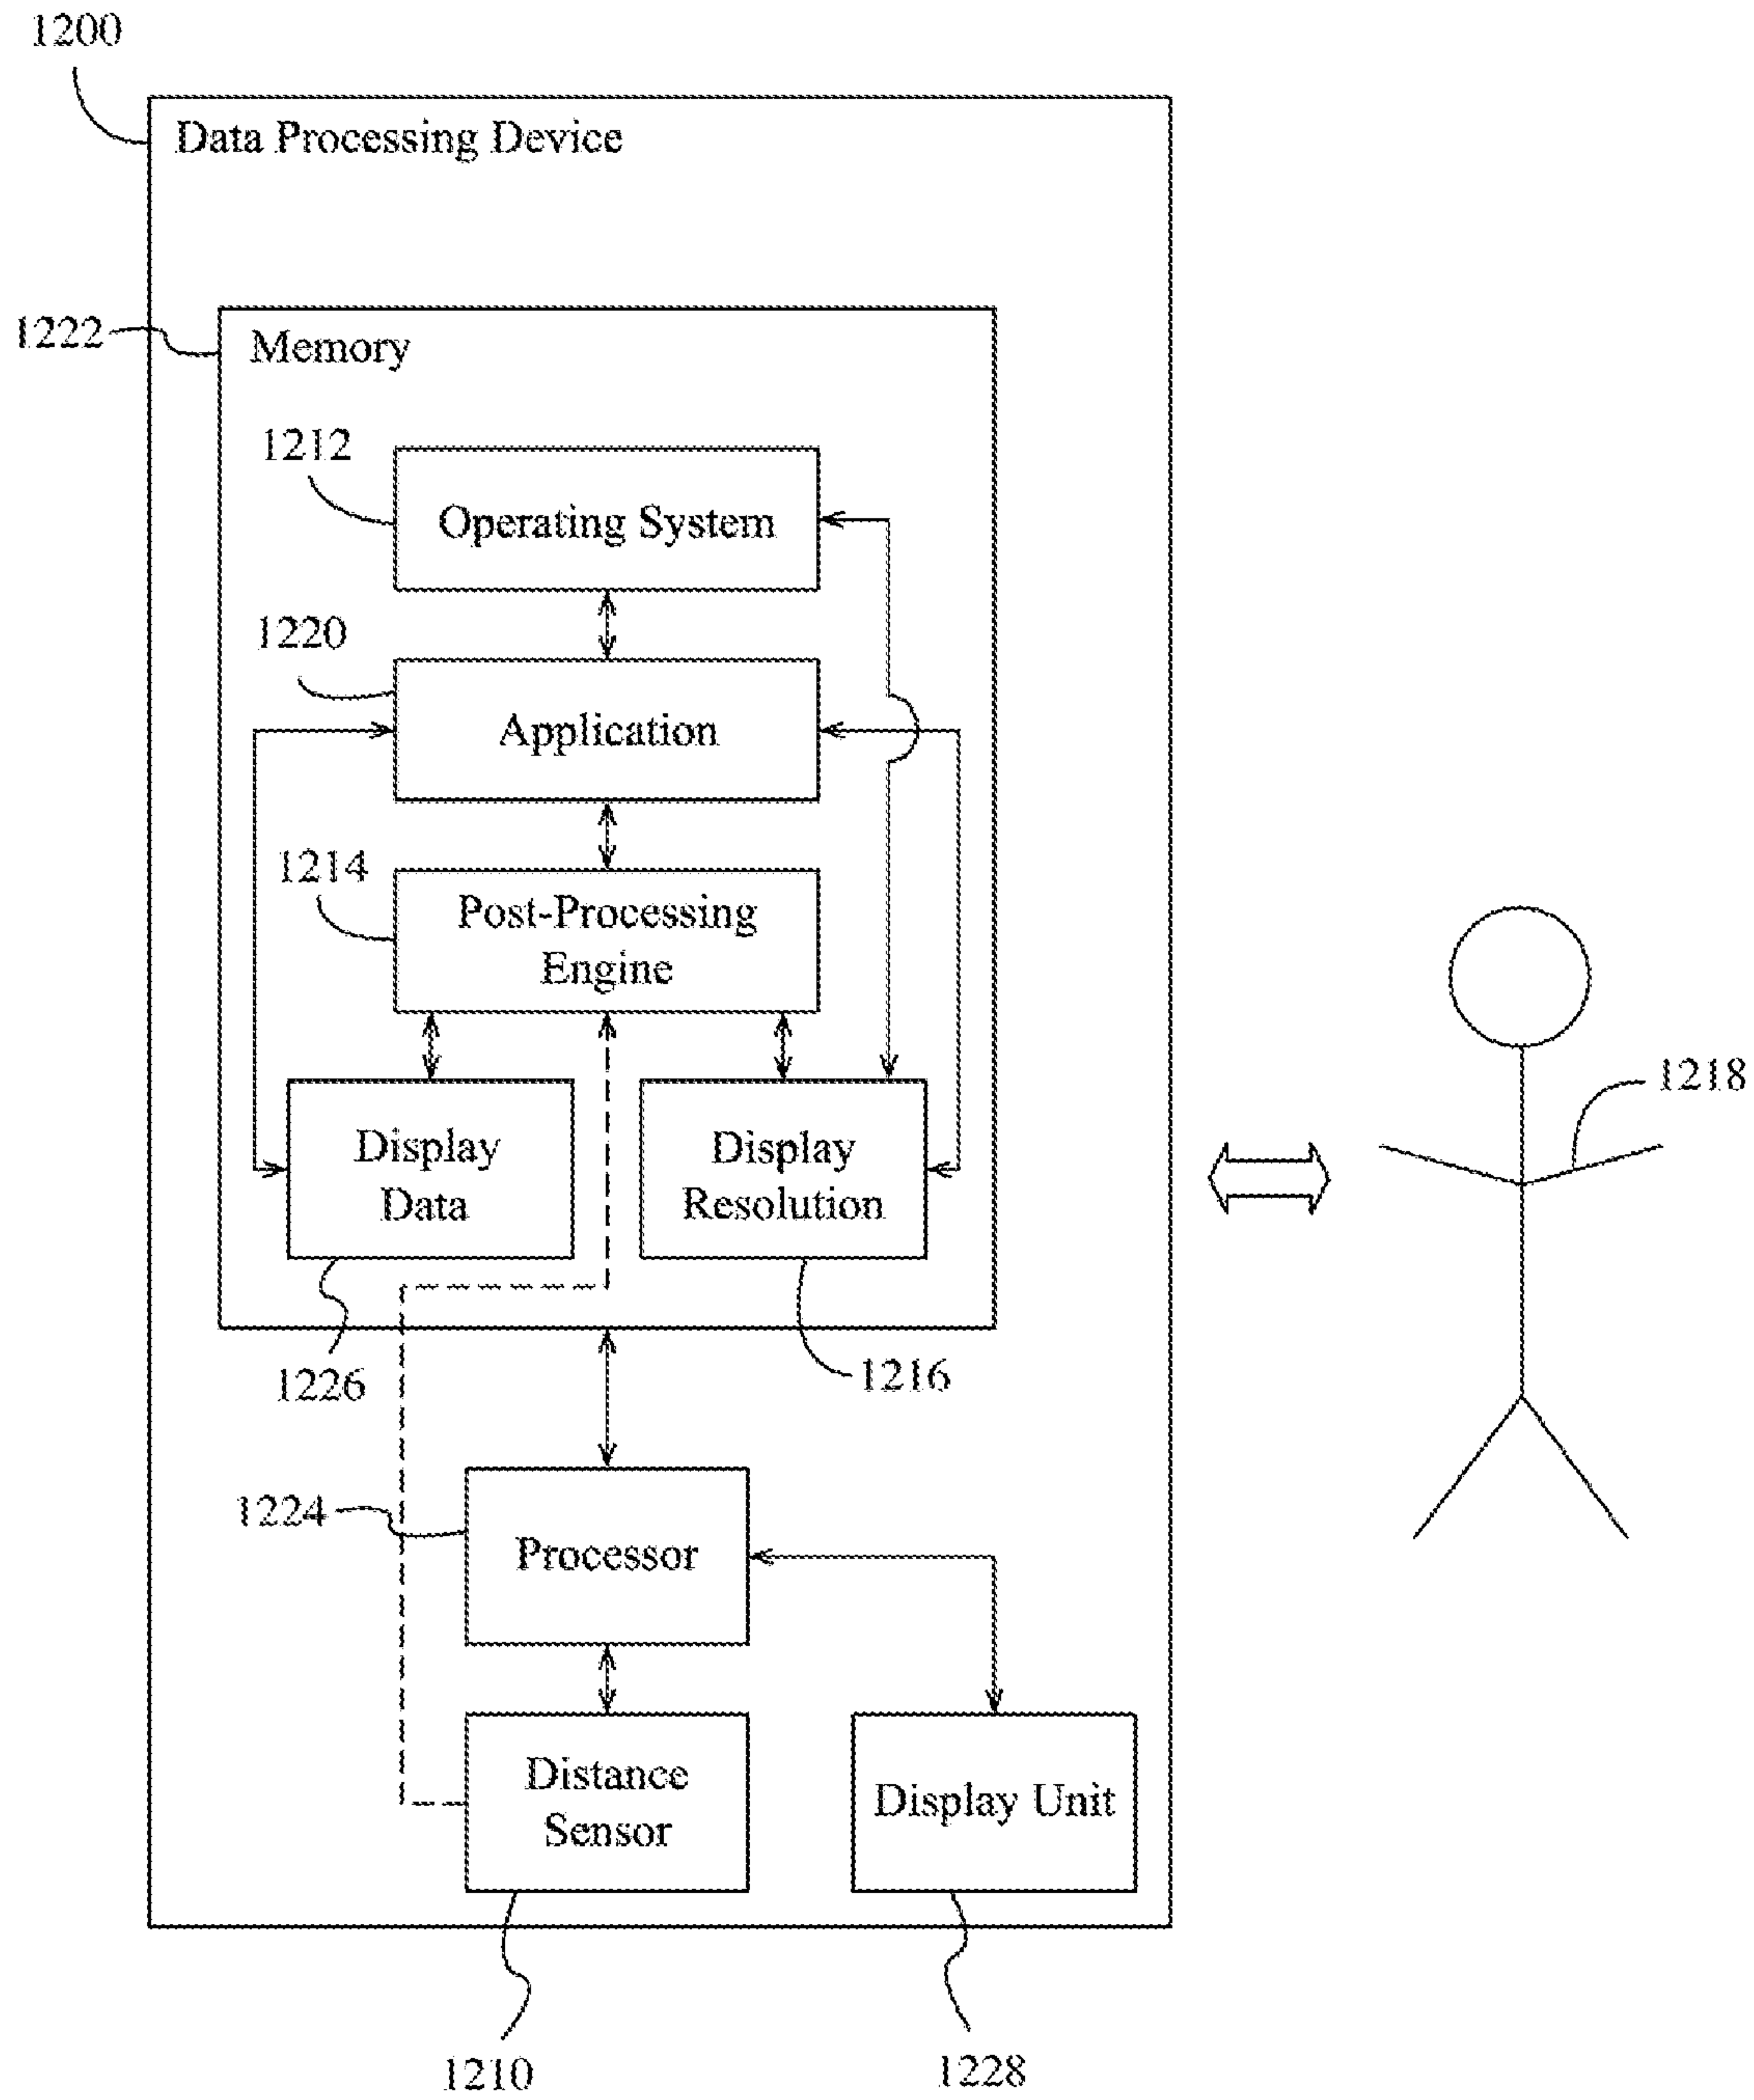 1200
Data Processing Device
1222
Memory
1212
Operating System
1220
Application
1214
Post-Processing
Engine
1218
Display
Data
Display
Resolution
1226
1216
1224
Processor
Distance
Sensor
Display Unit
1210
1228